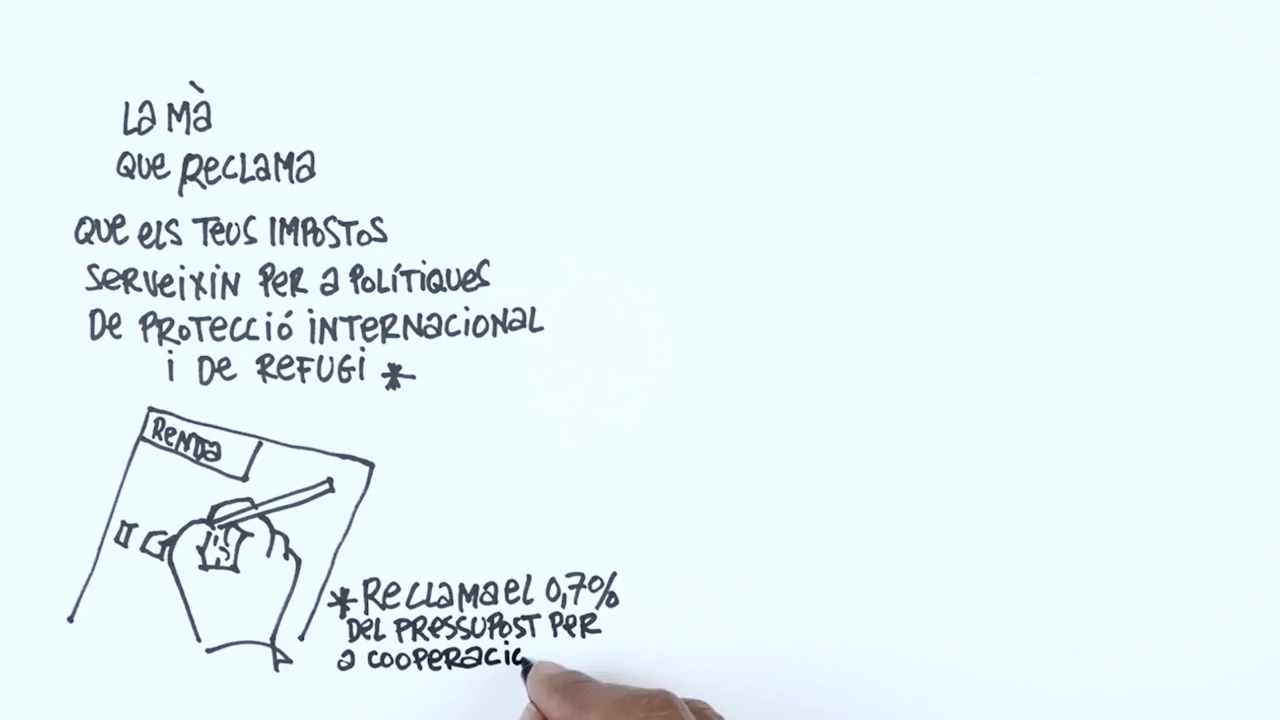 La mà
que reclama
que els teus impostos
serveixin per a polítiques
de protecció internacional
i de refugi *
Renda
* Reclama el 0,7%
del pressupost per
a cooperació